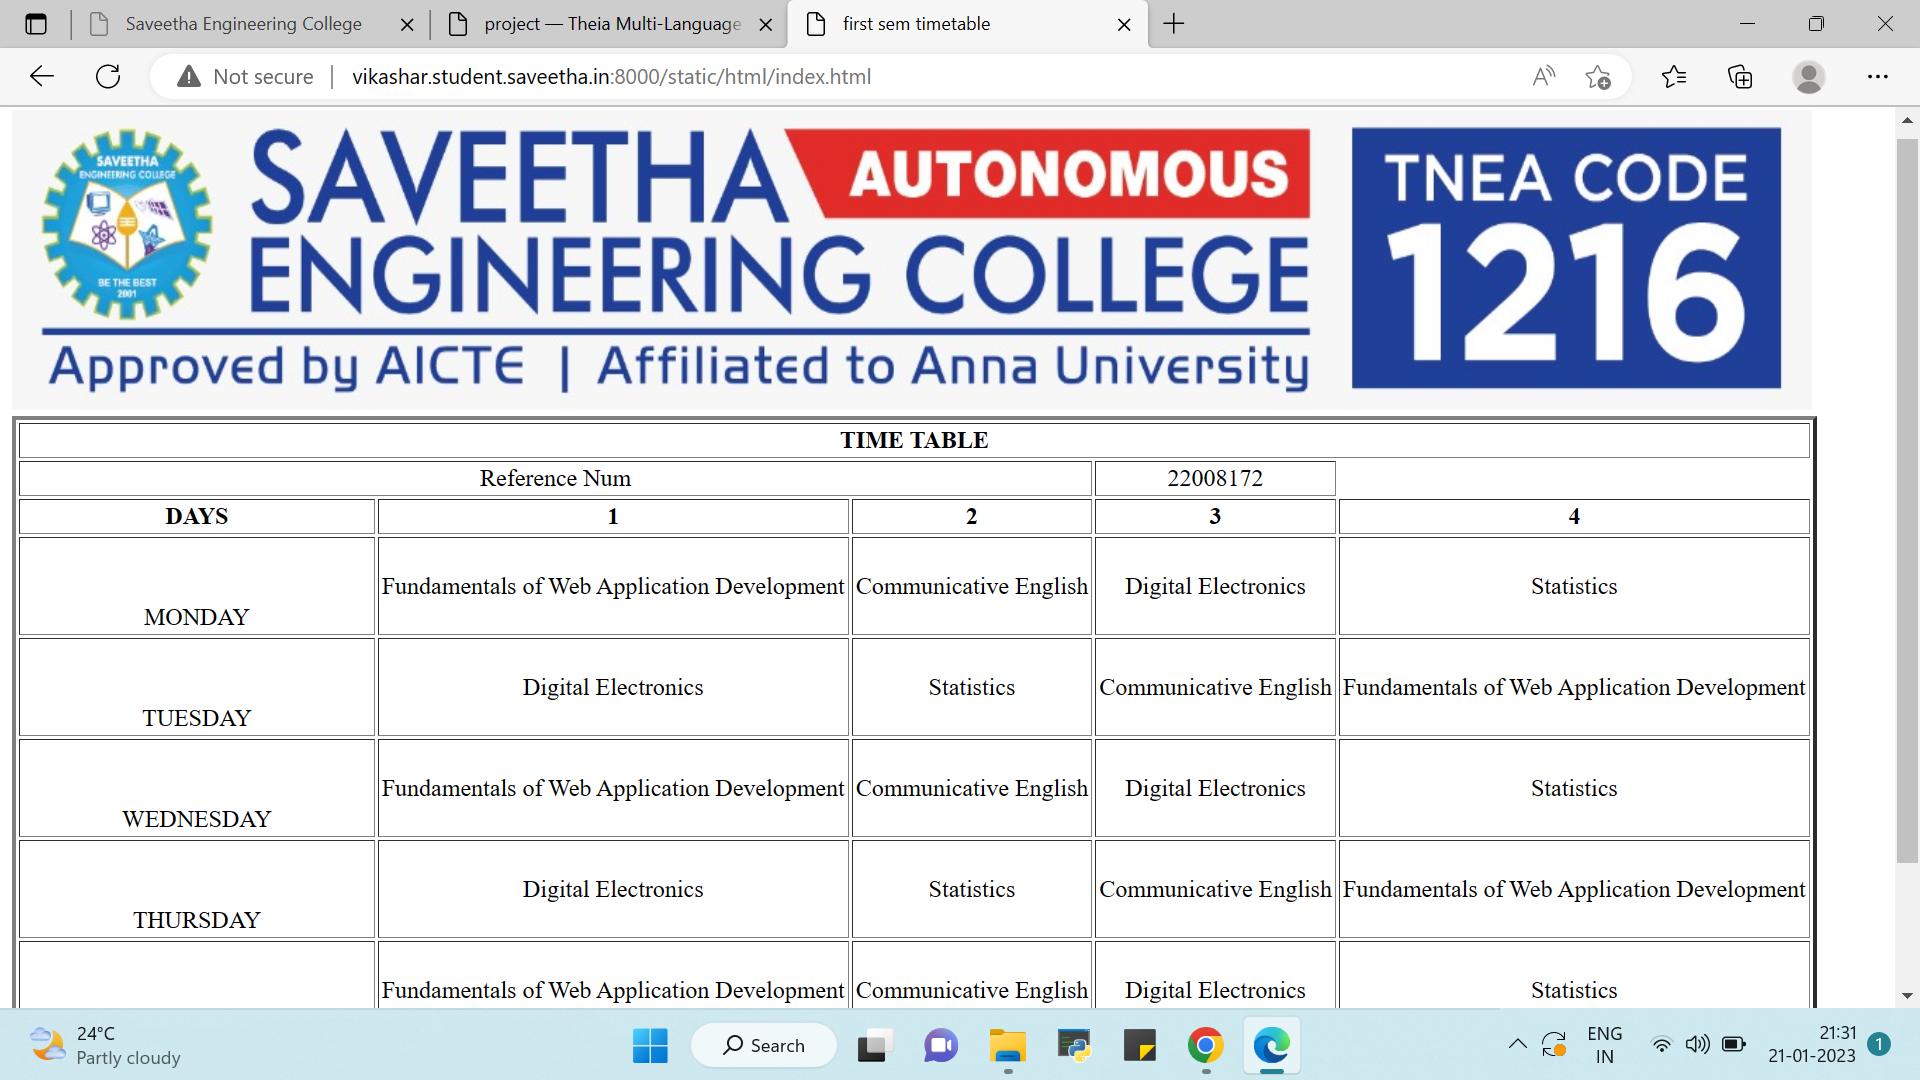 Saveetha Engineering College
project — Theia Multi-Language
first sem timetable
Not secure
vikashar.student.saveetha.in:8000/static/html/index.html
SAVEETHA
ENGINEERING COLLEGE
BE THE BEST
2001
SAVEETHA
AUTONOMOUS
ENGINEERING COLLEGE
Approved by AICTE | Affiliated to Anna University
TNEA CODE
1216
TIME TABLE
Reference Num 22008172
DAYS 1 2 3 4
MONDAY Fundamentals of Web Application Development Communicative English Digital Electronics Statistics
TUESDAY Digital Electronics Statistics Communicative English Fundamentals of Web Application Development
WEDNESDAY Fundamentals of Web Application Development Communicative English Digital Electronics Statistics
THURSDAY Digital Electronics Statistics Communicative English Fundamentals of Web Application Development
Fundamentals of Web Application Development Communicative English Digital Electronics Statistics
24°C
Partly cloudy
Search
ENG
IN
21:31
21-01-2023
1